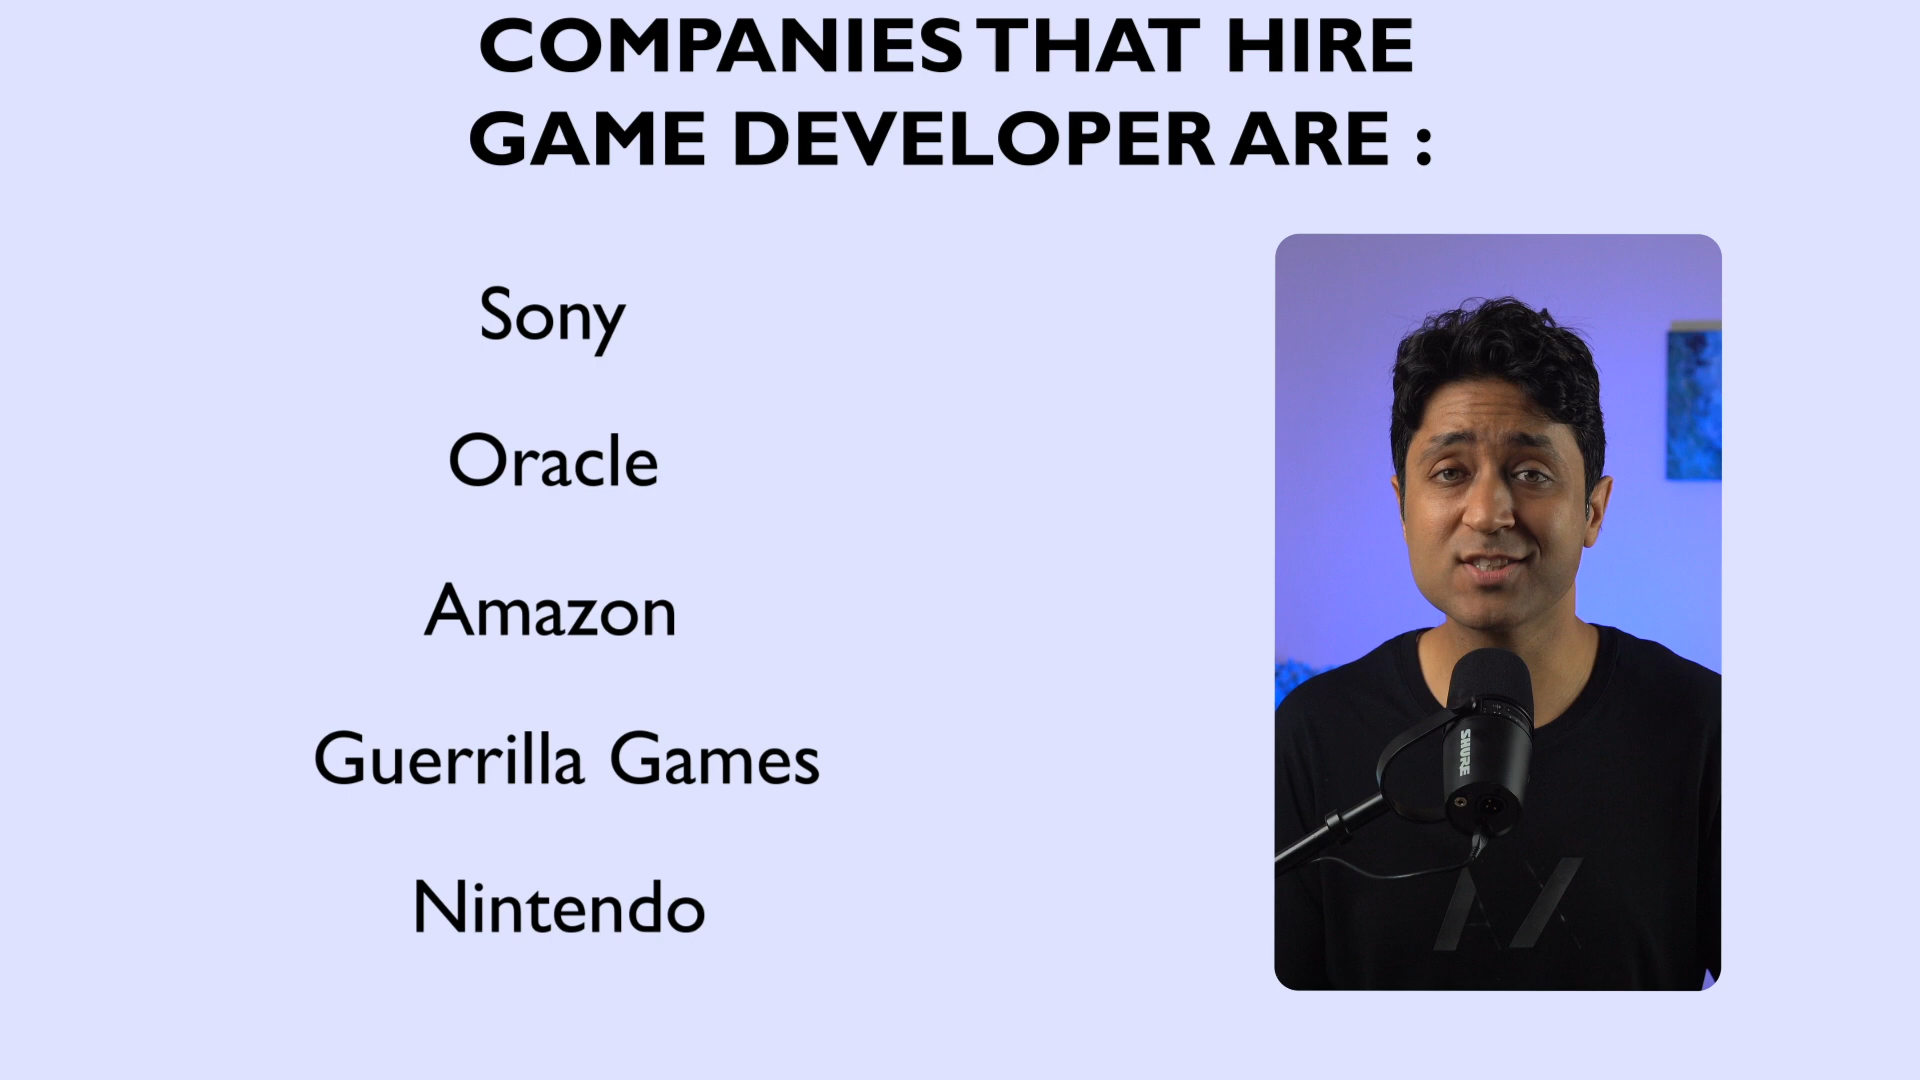 COMPANIES THAT HIRE
GAME DEVELOPER ARE :
Sony
Oracle
Amazon
Guerrilla Games
Nintendo
SHURE